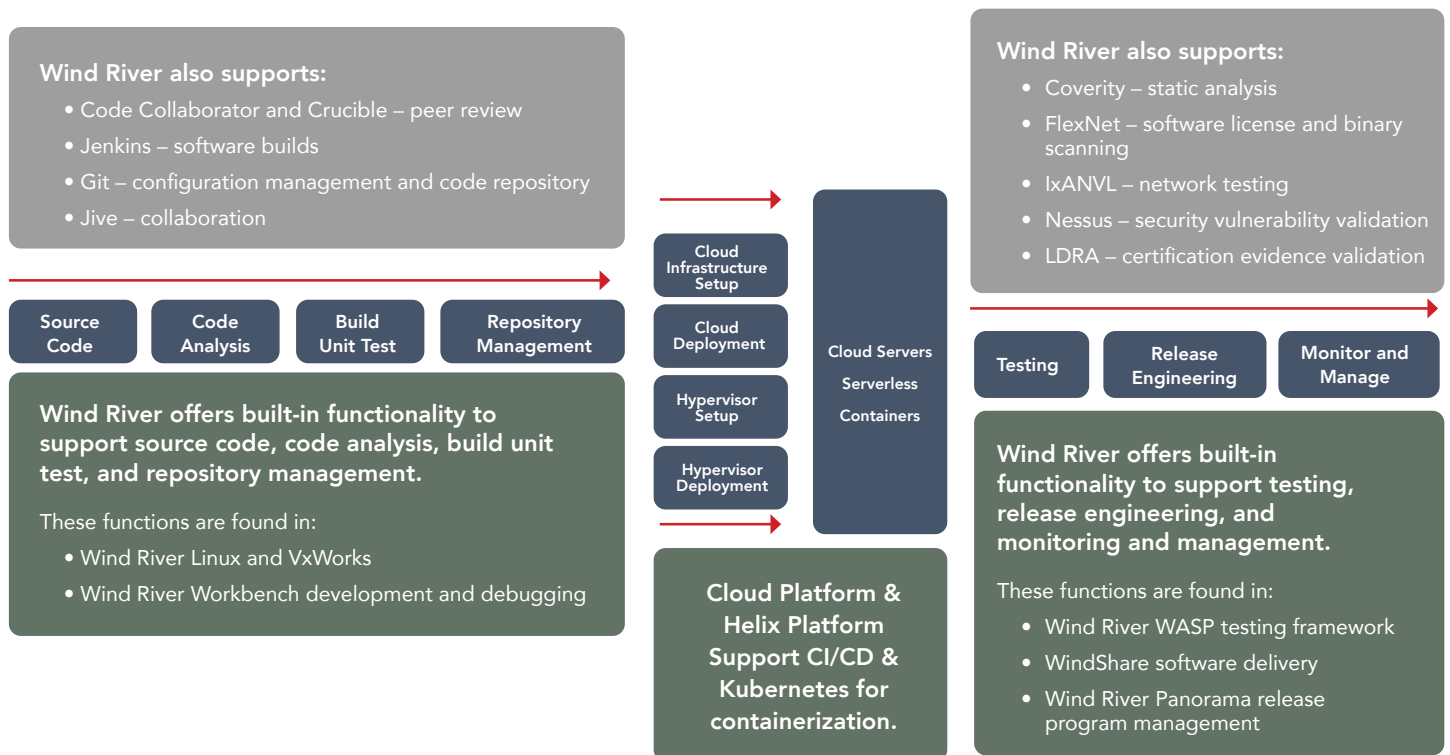 Wind River also supports:
• Code Collaborator and Crucible – peer review
• Jenkins – software builds
• Git – configuration management and code repository
• Jive – collaboration
Source
Code
Code
Analysis
Build
Unit Test
Repository
Management
Wind River offers built-in functionality to
support source code, code analysis, build unit
test, and repository management.
These functions are found in:
• Wind River Linux and VxWorks
• Wind River Workbench development and debugging
Cloud
Infrastructure
Setup
Cloud
Deployment
Hypervisor
Setup
Hypervisor
Deployment
Cloud Servers
Serverless
Containers
Cloud Platform &
Helix Platform
Support CI/CD &
Kubernetes for
containerization.
Wind River also supports:
• Coverity – static analysis
• FlexNet – software license and binary
scanning
• IxANVL – network testing
• Nessus – security vulnerability validation
• LDRA – certification evidence validation
Testing
Release
Engineering
Monitor and
Manage
Wind River offers built-in
functionality to support testing,
release engineering, and
monitoring and management.
These functions are found in:
• Wind River WASP testing framework
• WindShare software delivery
• Wind River Panorama release
program management